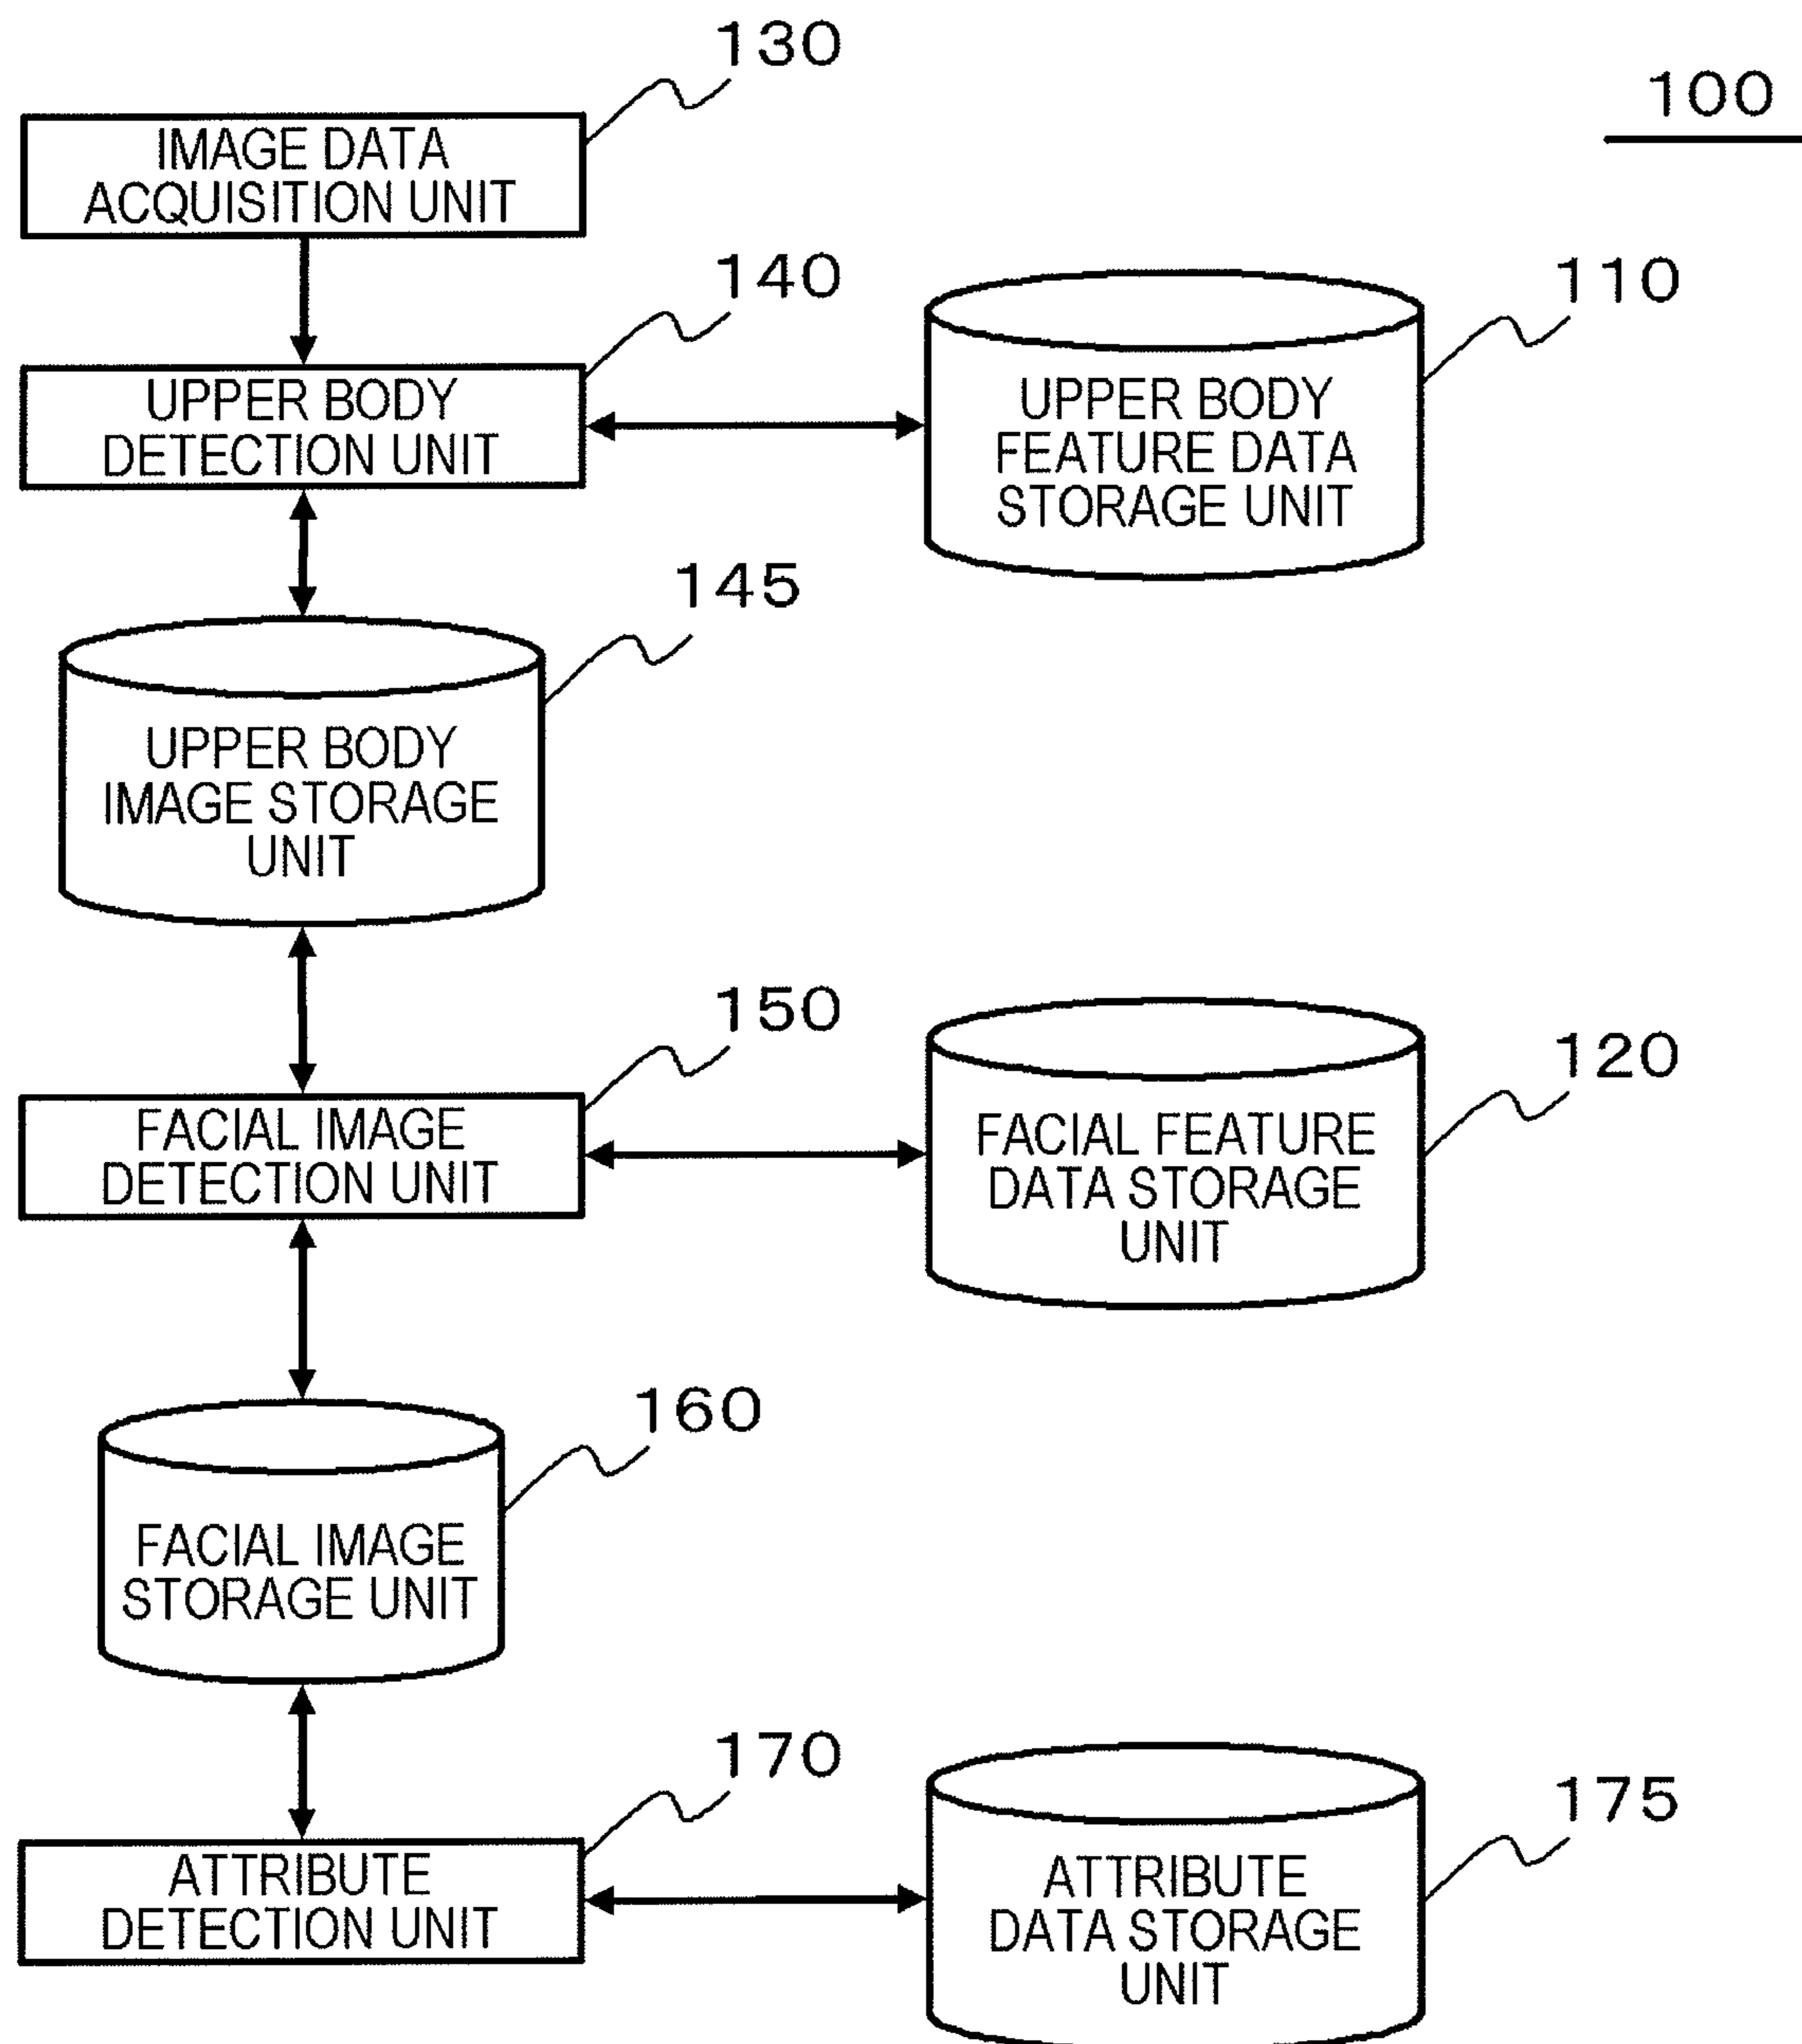 130
100
IMAGE DATA
ACQUISITION UNIT
140
110
UPPER BODY
DETECTION UNIT
UPPER BODY
FEATURE DATA
STORAGE UNIT
145
UPPER BODY
IMAGE STORAGE
UNIT
150
120
FACIAL IMAGE
DETECTION UNIT
FACIAL FEATURE
DATA STORAGE
UNIT
160
FACIAL IMAGE
STORAGE UNIT
170
175
ATTRIBUTE
DETECTION UNIT
ATTRIBUTE
DATA STORAGE
UNIT